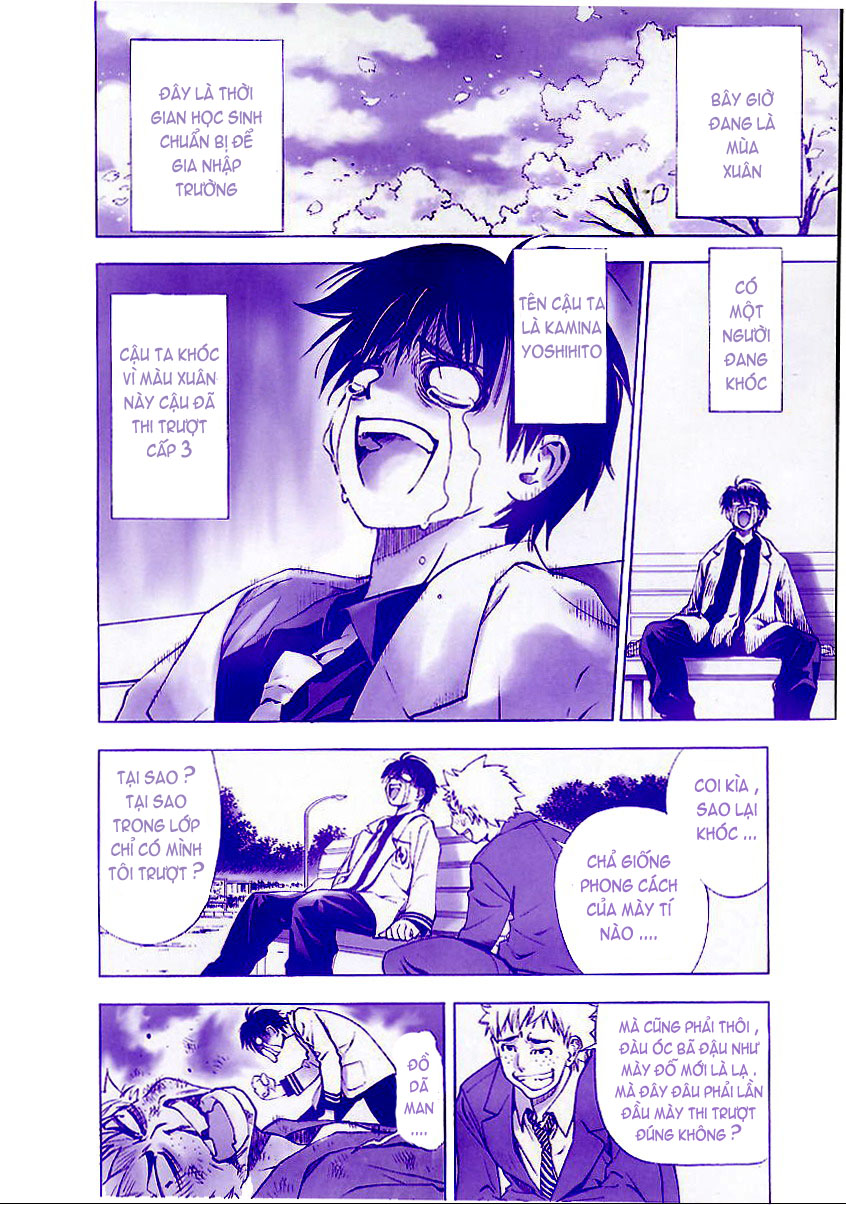 BÂY GIỜ
ĐANG LÀ
MÙA
XUÂN
ĐÂY LÀ THỜI
GIAN HỌC SINH
CHUẨN BỊ ĐỂ
GIA NHẬP
TRƯỜNG
CÓ
MỘT
NGƯỜI
ĐANG
KHÓC
TÊN CẬU TA
LÀ KAMINA
YOSHIHITO
CẬU TA KHÓC
VÌ MÀU XUÂN
NÀY CẬU ĐÃ
THI TRƯỢT
CẤP 3
COI KÌA ,
SAO LẠI
KHÓC ...
CHẢ GIỐNG
PHONG CÁCH
CỦA MÀY TÍ
NÀO ....
TẠI SAO ?
TẠI SAO
TRONG LỚP
CHỈ CÓ MÌNH
TÔI TRƯỢT ?
MÀ CŨNG PHẢI THÔI ,
ĐÀU ÓC BÃ ĐẬU NHƯ
MÀY ĐỖ MỚI LÀ LẠ .
MÀ ĐÂY ĐÂU PHẢI LẦN
ĐẦU MÀY THI TRƯỢT
ĐÚNG KHÔNG ?
ĐỒ
DÃ
MAN
....